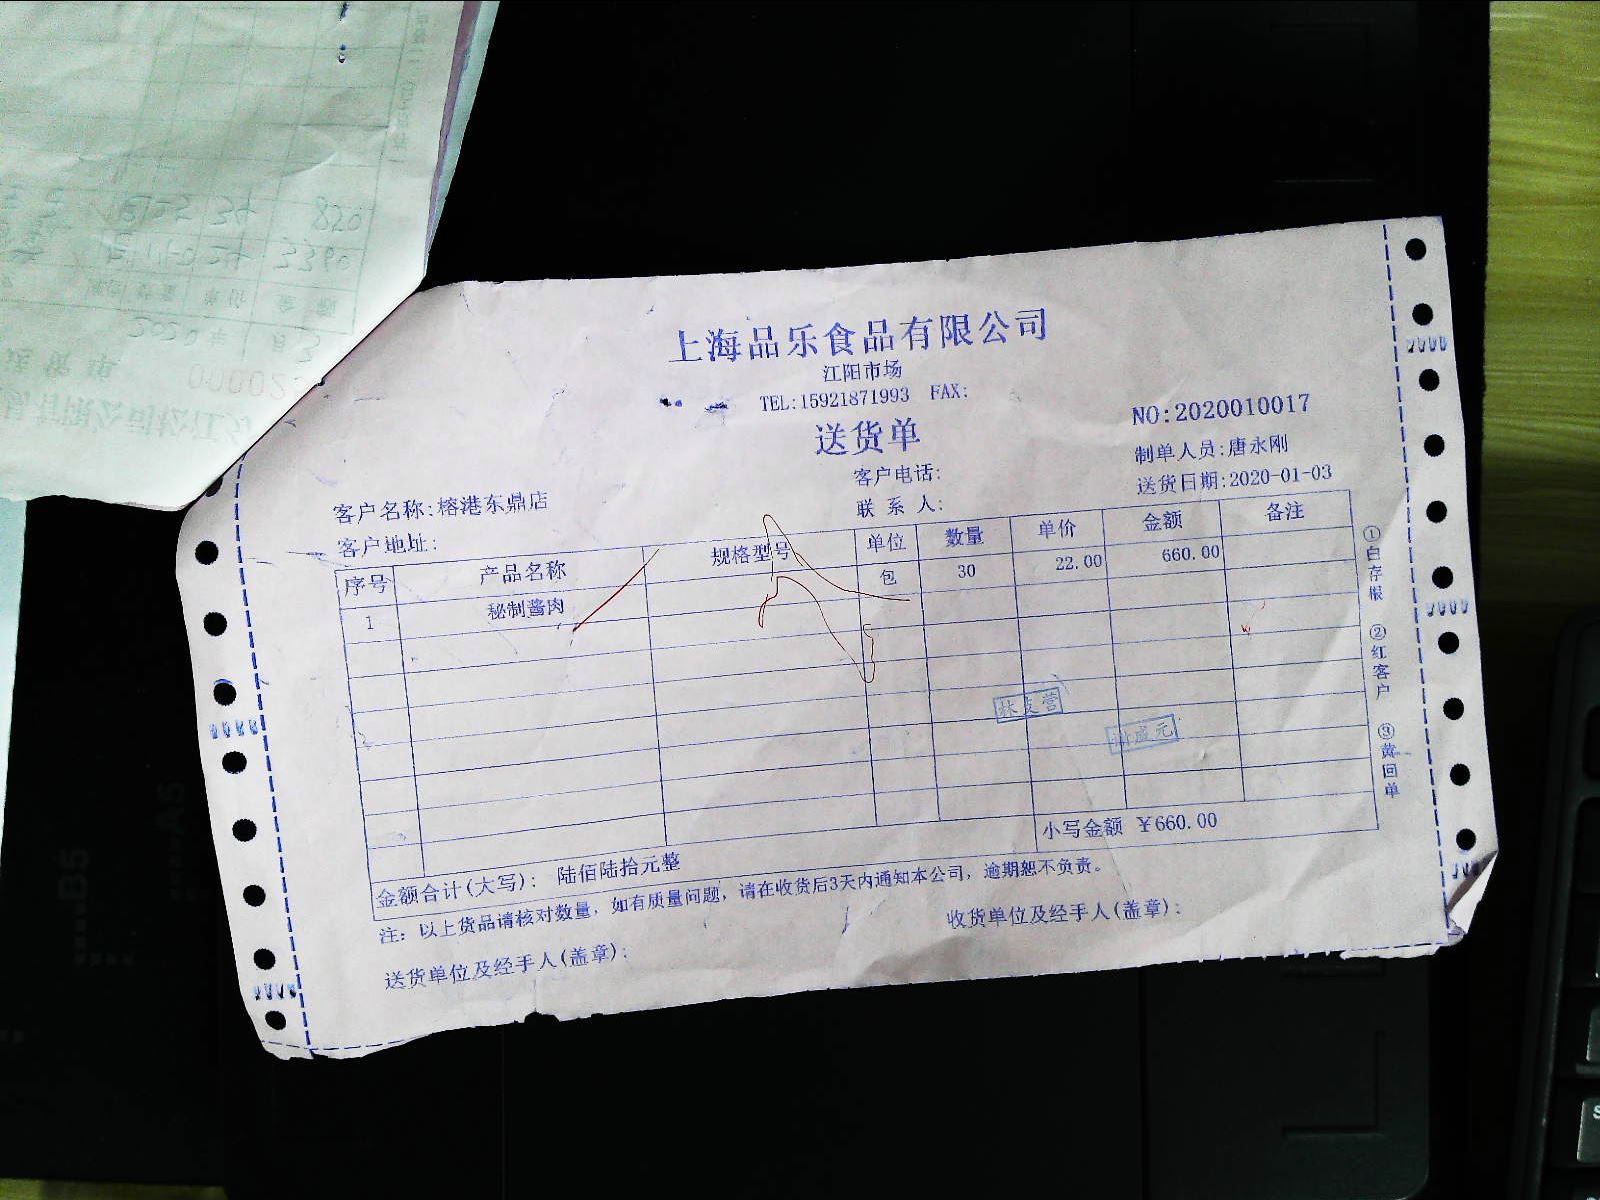 上海品乐食品有限公司
江阳市场
TEL:15921871993 FAX:
送货单
NO:2020010017
客户电话:
制单人员:唐永刚
客户名称:榕港东鼎店
联系人:
送货日期:2020-01-03
客户地址:
序号 产品名称 规格型号 单位 数量 单价 金额 备注
1 秘制酱肉 包 30 22.00 660.00
①白存根 ②红客户 ③黄回单
金额合计(大写): 陆佰陆拾元整 小写金额 ￥660.00
注: 以上货品请核对数量，如有质量问题，请在收货后3天内通知本公司，逾期恕不负责。
送货单位及经手人(盖章): 收货单位及经手人(盖章):
850
3390
2020
B5
A5